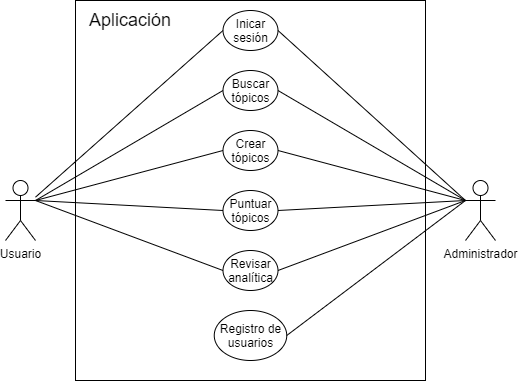 Aplicación
Inicar
sesión
Buscar
tópicos
Crear
tópicos
Puntuar
tópicos
Revisar
analítica
Registro de
usuarios
Usuario
Administrador